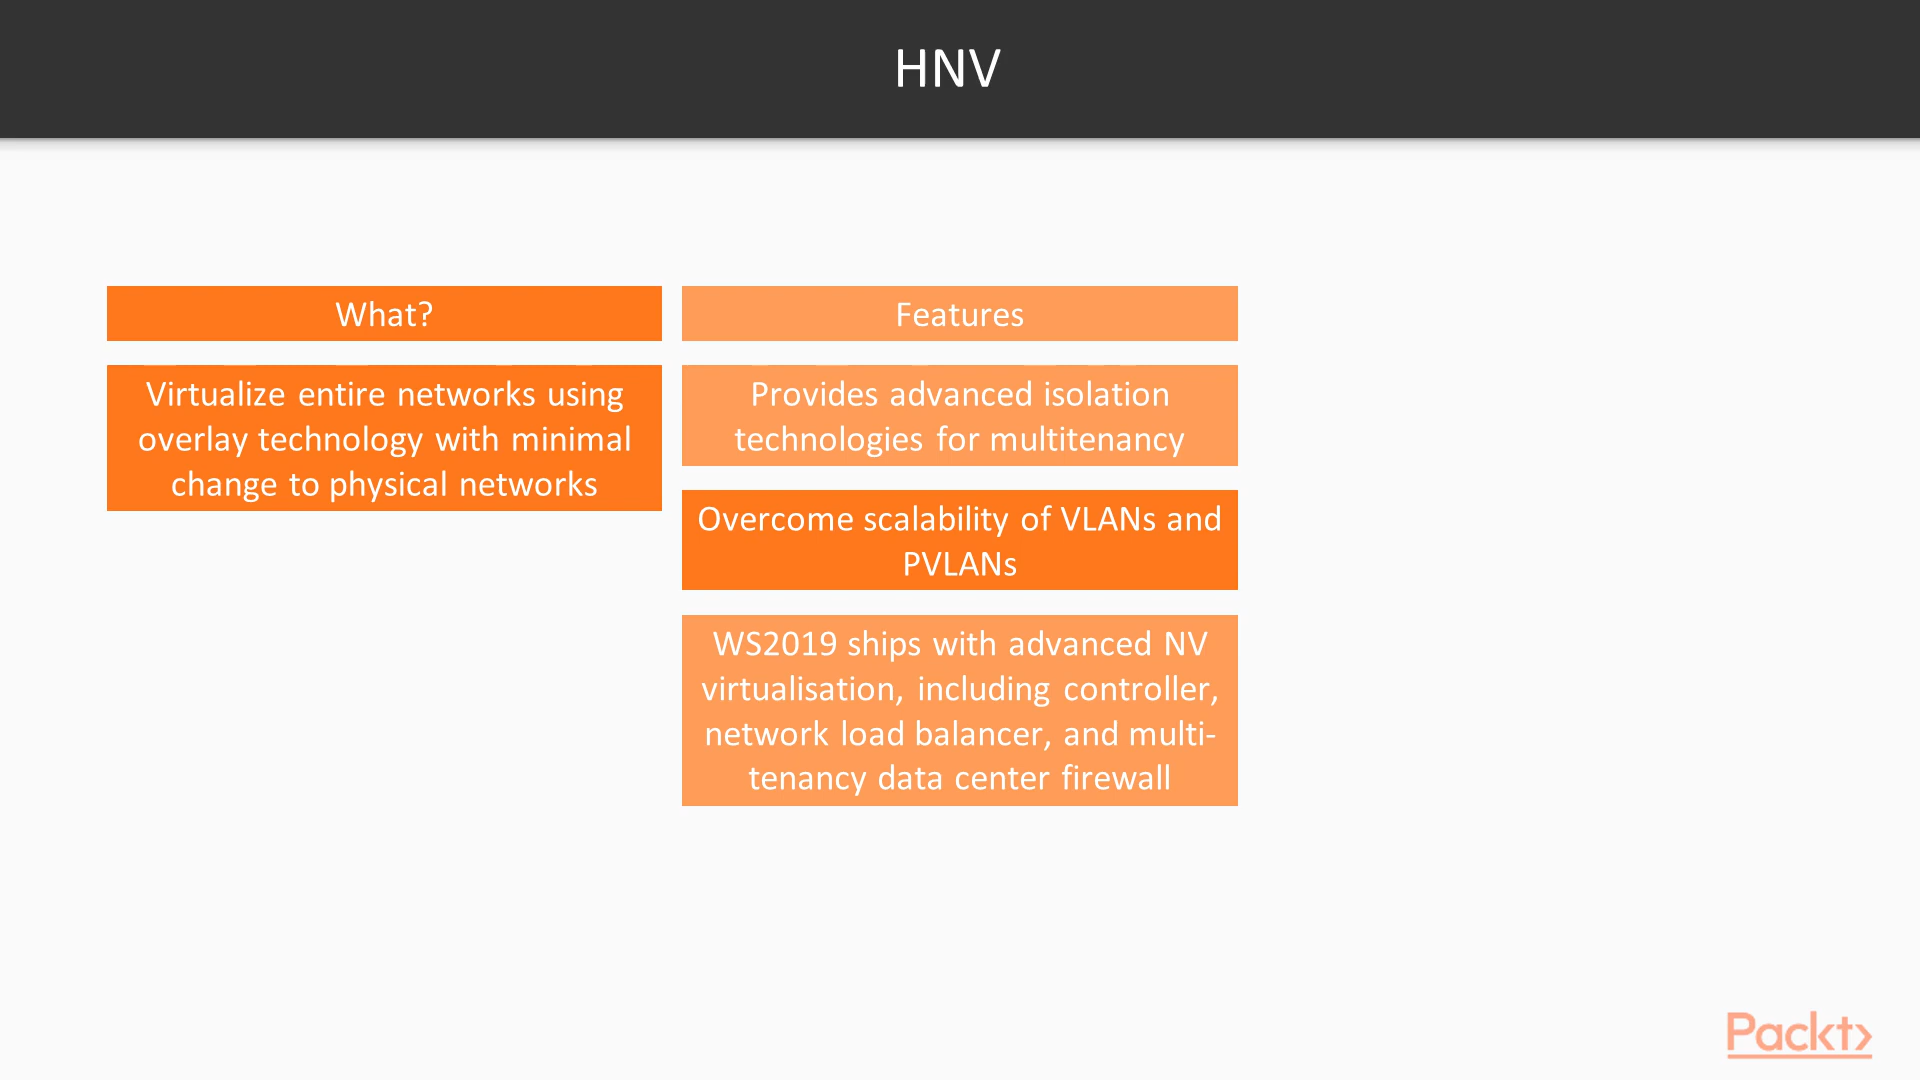 HNV
What?
Virtualize entire networks using
overlay technology with minimal
change to physical networks
Features
Provides advanced isolation
technologies for multitenancy
Overcome scalability of VLANs and
PVLANs
WS2019 ships with advanced NV
virtualisation, including controller,
network load balancer, and multi-
tenancy data center firewall
Packt>